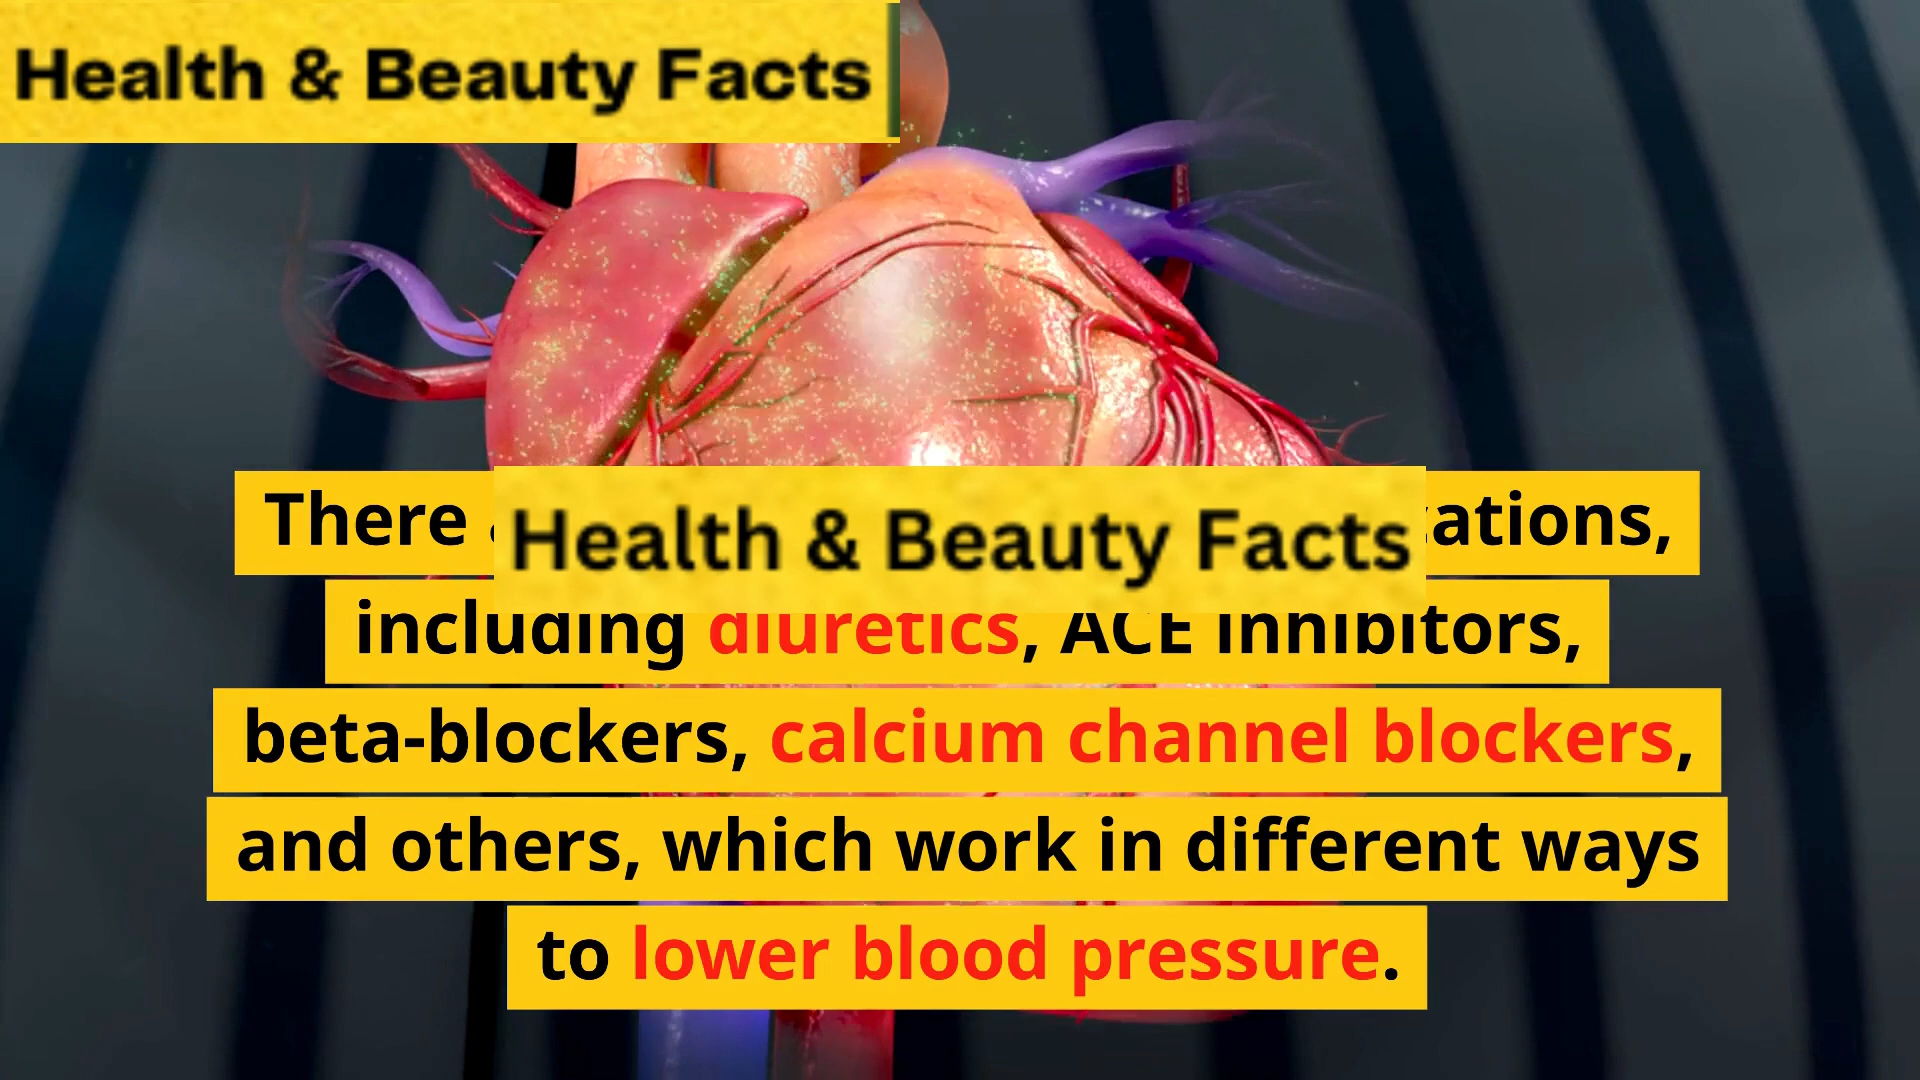 Health & Beauty Facts
There
Health & Beauty Facts
including diuretics, ACE inhibitors,
beta-blockers, calcium channel blockers,
and others, which work in different ways
to lower blood pressure.